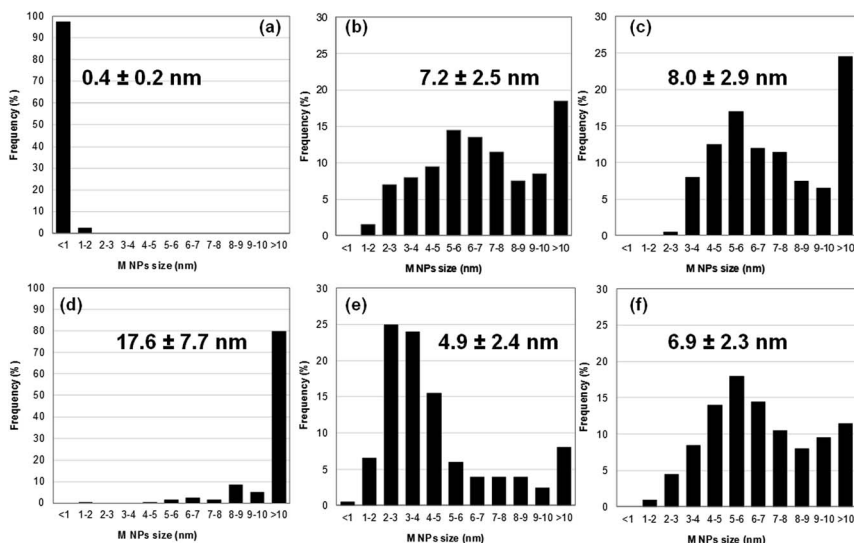 (a)
0.4 ± 0.2 nm
Frequency (%)
100
90
80
70
60
50
40
30
20
10
0
<1 1-2 2-3 3-4 4-5 5-6 6-7 7-8 8-9 9-10 >10
M NPs size (nm)
(b)
7.2 ± 2.5 nm
Frequency (%)
30
25
20
15
10
5
0
<1 1-2 2-3 3-4 4-5 5-6 6-7 7-8 8-9 9-10 >10
M NPs size (nm)
(c)
8.0 ± 2.9 nm
Frequency (%)
30
25
20
15
10
5
0
<1 1-2 2-3 3-4 4-5 5-6 6-7 7-8 8-9 9-10 >10
M NPs size (nm)
(d)
17.6 ± 7.7 nm
Frequency (%)
100
90
80
70
60
50
40
30
20
10
0
<1 1-2 2-3 3-4 4-5 5-6 6-7 7-8 8-9 9-10 >10
M NPs size (nm)
(e)
4.9 ± 2.4 nm
Frequency (%)
30
25
20
15
10
5
0
<1 1-2 2-3 3-4 4-5 5-6 6-7 7-8 8-9 9-10 >10
M NPs size (nm)
(f)
6.9 ± 2.3 nm
Frequency (%)
30
25
20
15
10
5
0
<1 1-2 2-3 3-4 4-5 5-6 6-7 7-8 8-9 9-10 >10
M NPs size (nm)